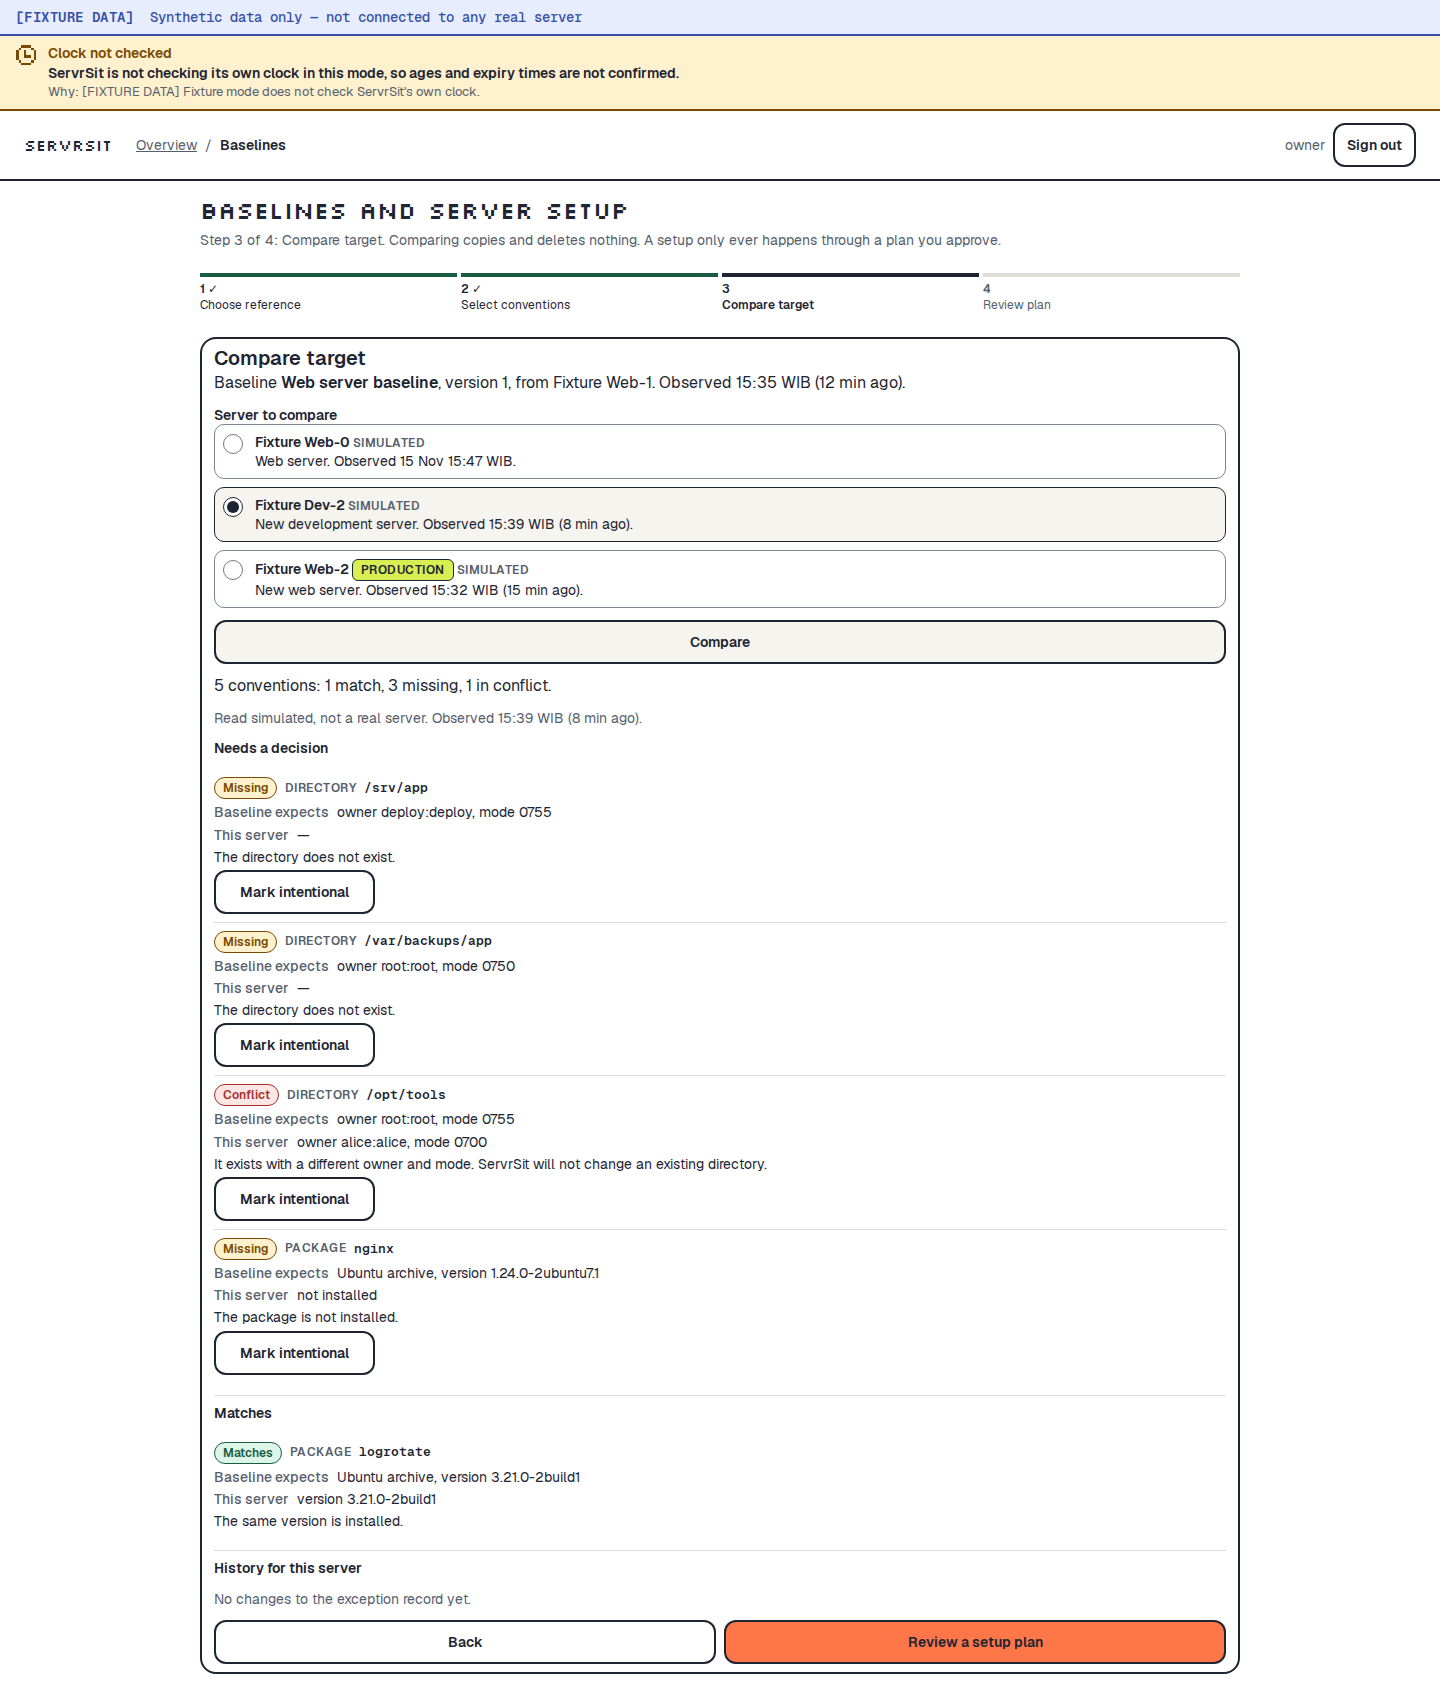 [FIXTURE DATA] Synthetic data only — not connected to any real server
Clock not checked
ServrSit is not checking its own clock in this mode, so ages and expiry times are not confirmed.
Why: [FIXTURE DATA] Fixture mode does not check ServrSit's own clock.
SERVRSIT Overview / Baselines owner Sign out
BASELINES AND SERVER SETUP
Step 3 of 4: Compare target. Comparing copies and deletes nothing. A setup only ever happens through a plan you approve.
1 ✓ 2 ✓ 3 4
Choose reference Select conventions Compare target Review plan
Compare target
Baseline Web server baseline, version 1, from Fixture Web-1. Observed 15:35 WIB (12 min ago).
Server to compare
Fixture Web-0 SIMULATED
Web server. Observed 15 Nov 15:47 WIB.
Fixture Dev-2 SIMULATED
New development server. Observed 15:39 WIB (8 min ago).
Fixture Web-2 PRODUCTION SIMULATED
New web server. Observed 15:32 WIB (15 min ago).
Compare
5 conventions: 1 match, 3 missing, 1 in conflict.
Read simulated, not a real server. Observed 15:39 WIB (8 min ago).
Needs a decision
Missing DIRECTORY /srv/app
Baseline expects owner deploy:deploy, mode 0755
This server —
The directory does not exist.
Mark intentional
Missing DIRECTORY /var/backups/app
Baseline expects owner root:root, mode 0750
This server —
The directory does not exist.
Mark intentional
Conflict DIRECTORY /opt/tools
Baseline expects owner root:root, mode 0755
This server owner alice:alice, mode 0700
It exists with a different owner and mode. ServrSit will not change an existing directory.
Mark intentional
Missing PACKAGE nginx
Baseline expects Ubuntu archive, version 1.24.0-2ubuntu7.1
This server not installed
The package is not installed.
Mark intentional
Matches
Matches PACKAGE logrotate
Baseline expects Ubuntu archive, version 3.21.0-2build1
This server version 3.21.0-2build1
The same version is installed.
History for this server
No changes to the exception record yet.
Back Review a setup plan